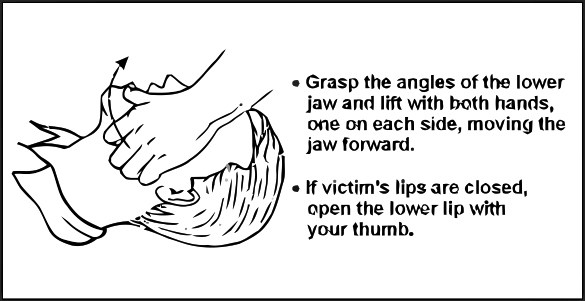 • Grasp the angles of the lower
jaw and lift with both hands,
one on each side, moving the
jaw forward.
• If victim's lips are closed,
open the lower lip with
your thumb.